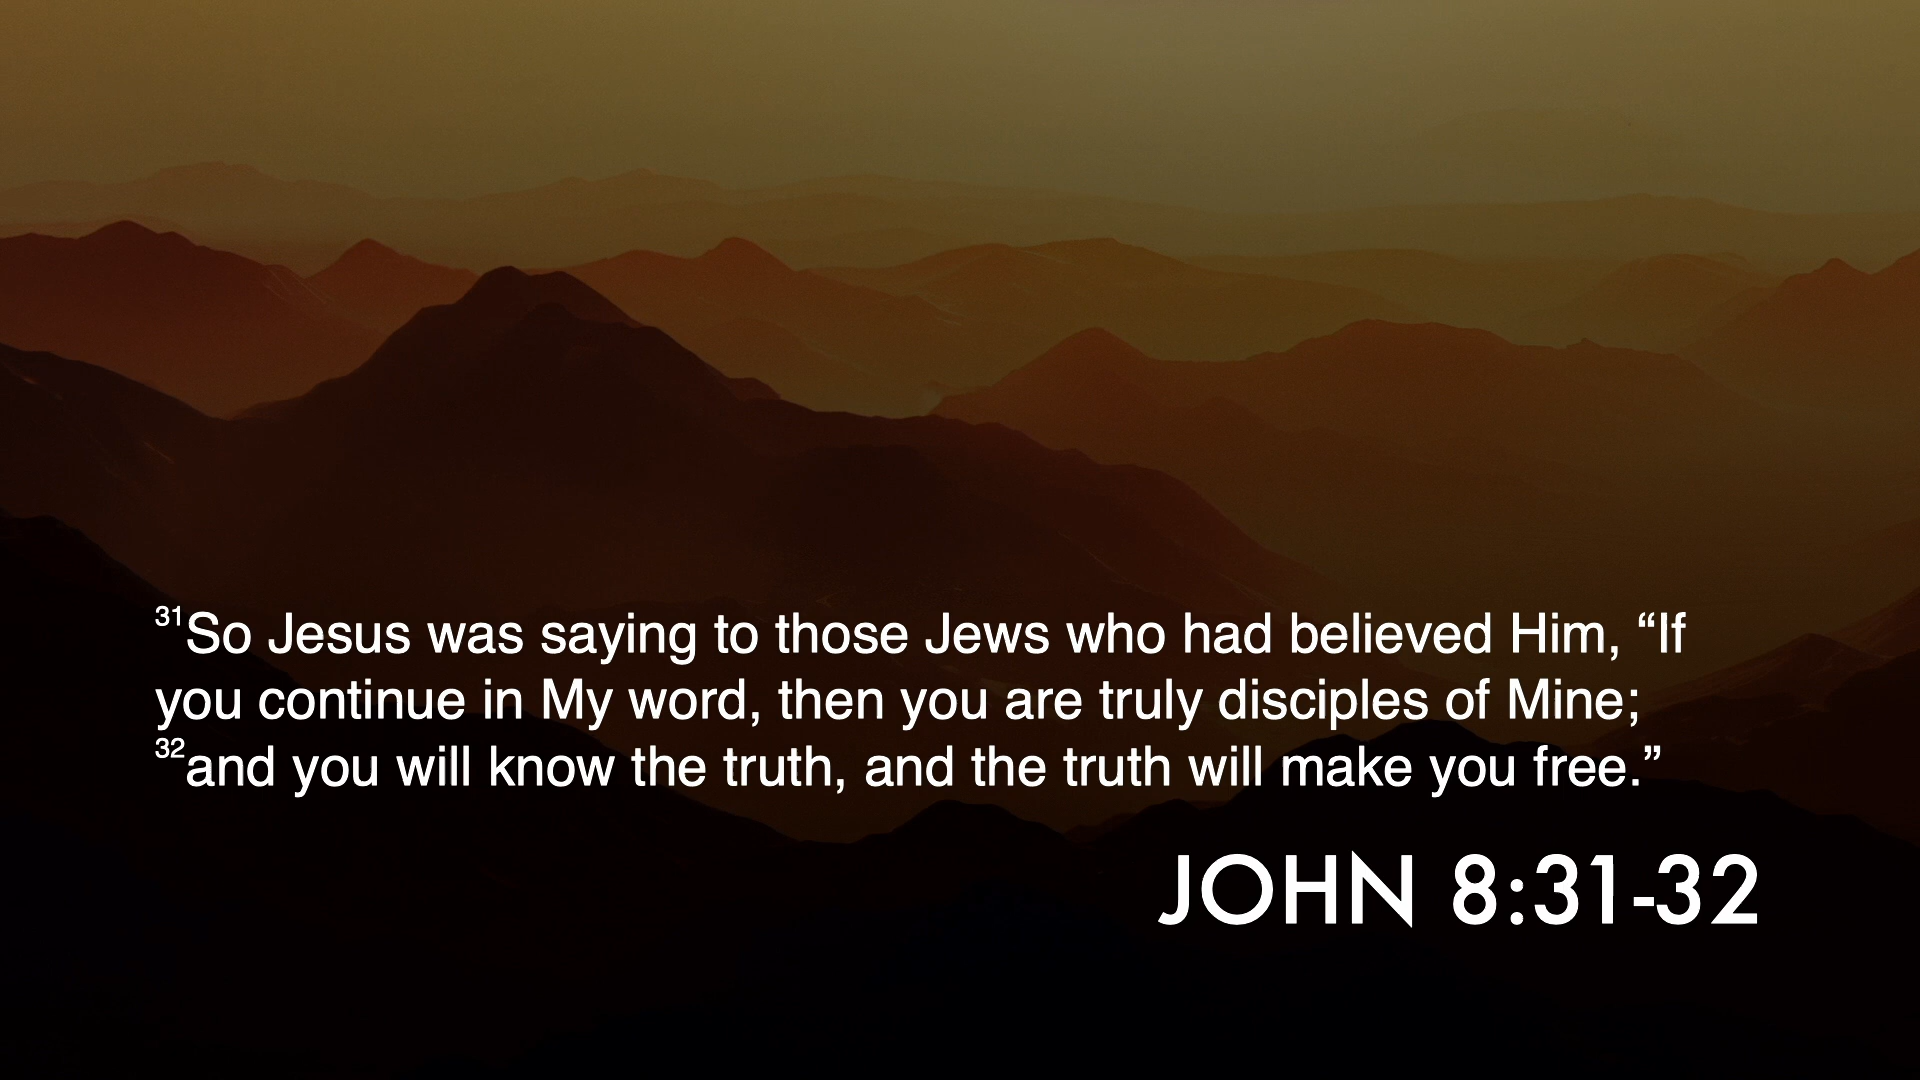 31So Jesus was saying to those Jews who had believed Him, “If
you continue in My word, then you are truly disciples of Mine;
32and you will know the truth, and the truth will make you free.”
JOHN 8:31-32